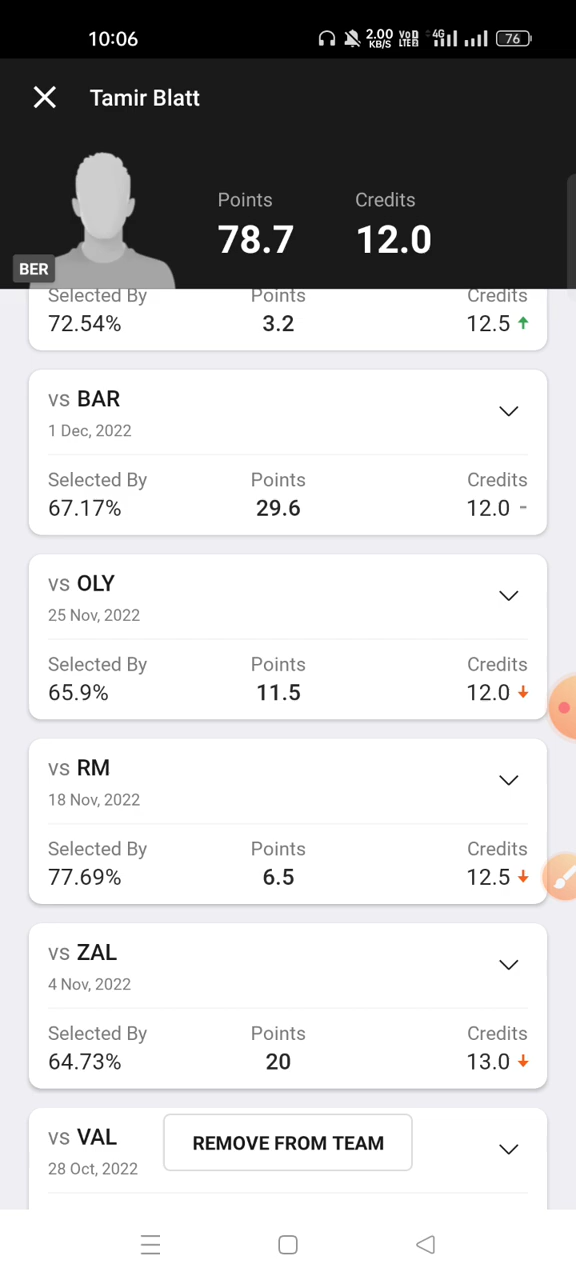 10:06 2.00 KB/S VoD LTE2 4G 76
Tamir Blatt
Points Credits
78.7 12.0
BER
Selected By Points Credits
72.54% 3.2 12.5
vs BAR
1 Dec, 2022
Selected By Points Credits
67.17% 29.6 12.0 -
vs OLY
25 Nov, 2022
Selected By Points Credits
65.9% 11.5 12.0
vs RM
18 Nov, 2022
Selected By Points Credits
77.69% 6.5 12.5
vs ZAL
4 Nov, 2022
Selected By Points Credits
64.73% 20 13.0
vs VAL
REMOVE FROM TEAM
28 Oct, 2022